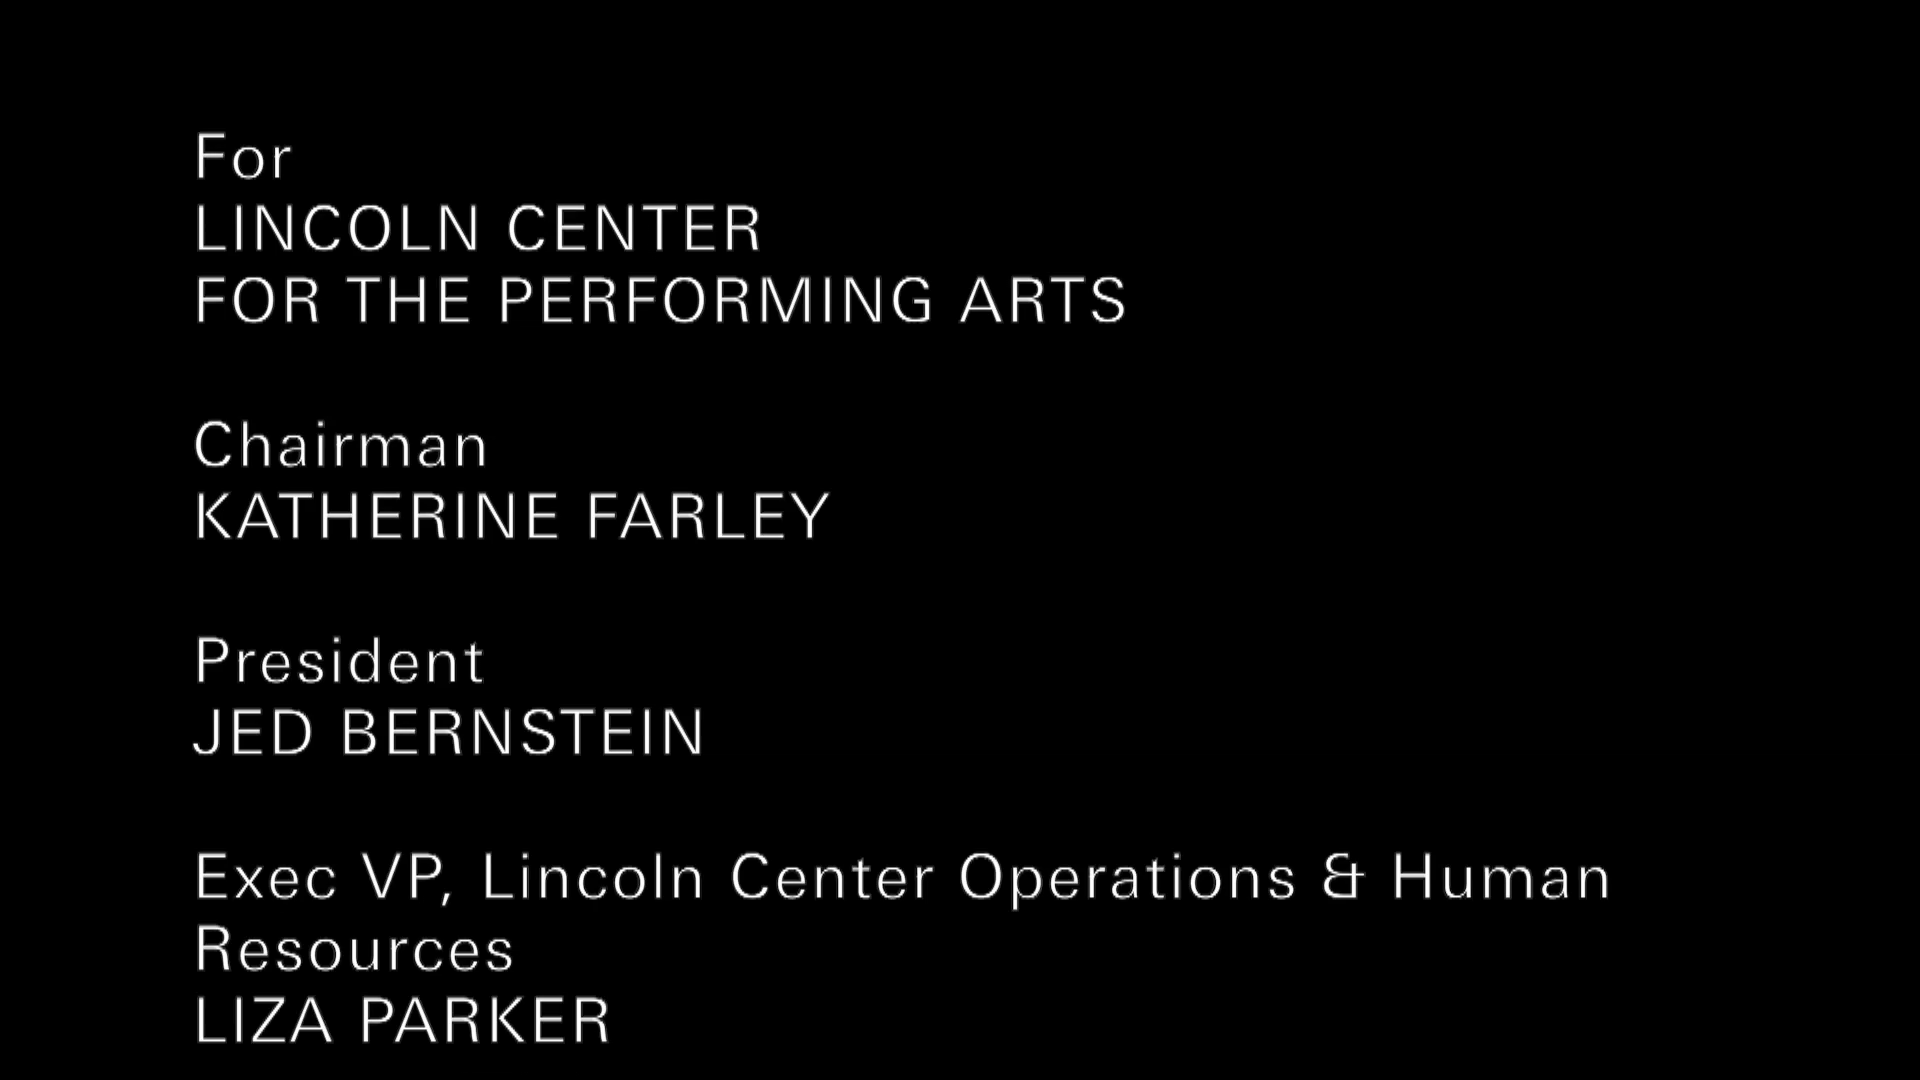 For
LINCOLN CENTER
FOR THE PERFORMING ARTS
Chairman
KATHERINE FARLEY
President
JED BERNSTEIN
Exec VP, Lincoln Center Operations & Human
Resources
LIZA PARKER